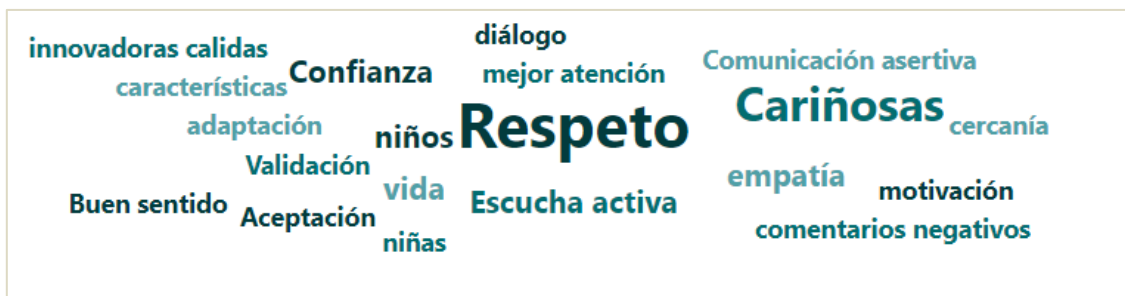 diálogo
innovadoras calidas
Comunicación asertiva
Confianza
mejor atención
características
Cariñosas
adaptación
niños
Respeto
cercanía
Validación
vida
empatía
motivación
Buen sentido
Aceptación
Escucha activa
comentarios negativos
niñas